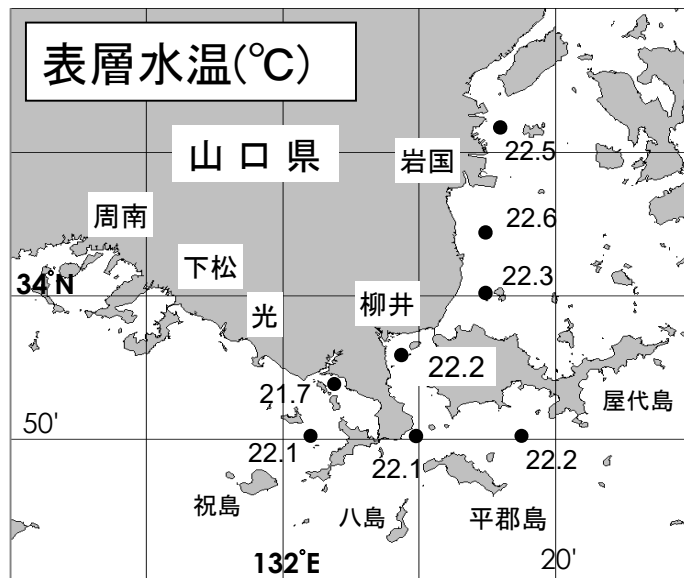 表層水温(℃)
山口県
岩国
22.5
周南
22.6
下松
34°N
22.3
光
柳井
22.2
21.7
屋代島
50'
22.1
22.1
22.2
祝島
八島
平郡島
132°E
20'